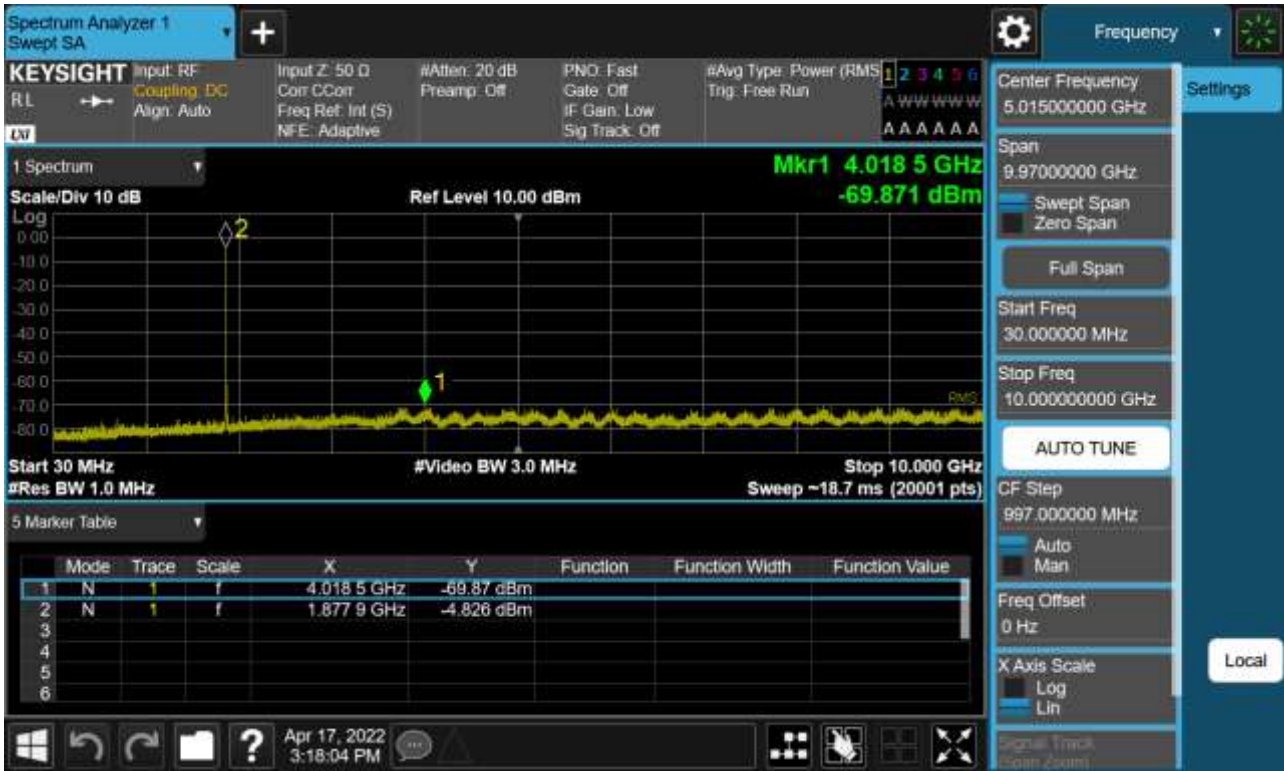 Spectrum Analyzer 1
Swept SA
+
Frequency
KEYSIGHT
RL
LXI
Input: RF
Coupling: DC
Align: Auto
Input Z: 50 Ω
Corr CCorr
Freq Ref: Int (S)
NFE: Adaptive
#Atten: 20 dB
Preamp: Off
PNO: Fast
Gate: Off
IF Gain: Low
Sig Track: Off
#Avg Type: Power (RMS
Trig: Free Run
1 2 3 4 5 6
A W W W W W
A A A A A A
1 Spectrum
Mkr1 4.018 5 GHz
Scale/Div 10 dB
Ref Level 10.00 dBm
-69.871 dBm
Log
0.00
-10.0
-20.0
-30.0
-40.0
-50.0
-60.0
-70.0
-80.0
2
1
RMS
Start 30 MHz
#Video BW 3.0 MHz
Stop 10.000 GHz
#Res BW 1.0 MHz
Sweep ~18.7 ms (20001 pts)
5 Marker Table
Mode Trace Scale X Y Function Function Width Function Value
1 N 1 f 4.018 5 GHz -69.87 dBm
2 N 1 f 1.877 9 GHz -4.826 dBm
3
4
5
6
?
Apr 17, 2022
3:18:04 PM
Center Frequency
5.015000000 GHz
Settings
Span
9.97000000 GHz
Swept Span
Zero Span
Full Span
Start Freq
30.000000 MHz
Stop Freq
10.000000000 GHz
AUTO TUNE
CF Step
997.000000 MHz
Auto
Man
Freq Offset
0 Hz
X Axis Scale
Log
Lin
Local
Signal Track
(Span Zoom)